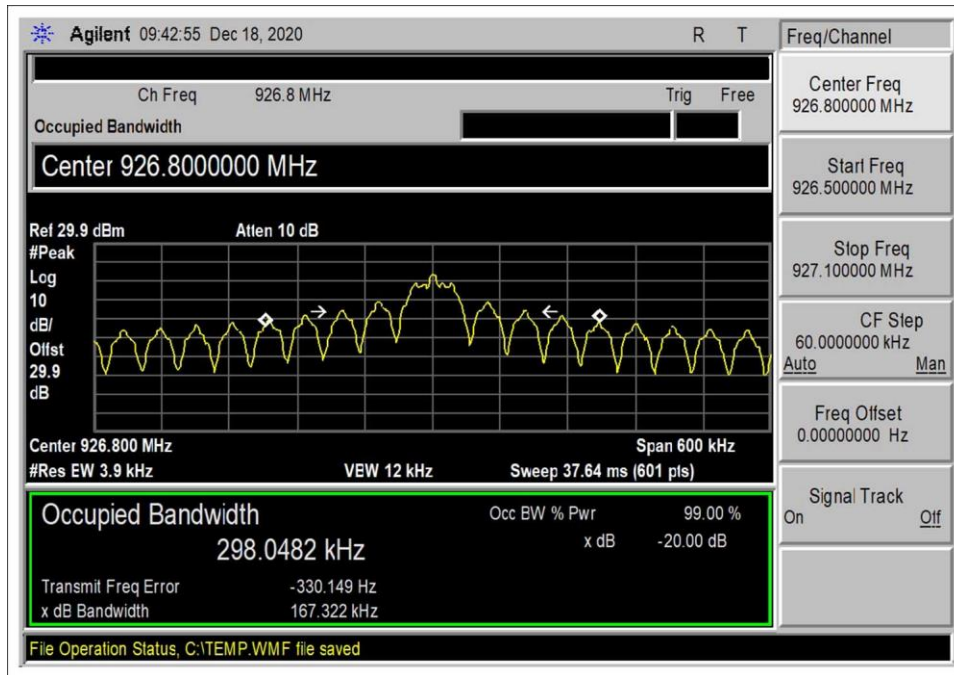 Agilent 09:42:55 Dec 18, 2020 R T
Ch Freq 926.8 MHz Trig Free
Occupied Bandwidth
Center 926.8000000 MHz
Ref 29.9 dBm Atten 10 dB
#Peak
Log
10
dB/
Offst
29.9
dB
Center 926.800 MHz Span 600 kHz
#Res BW 3.9 kHz VBW 12 kHz Sweep 37.64 ms (601 pts)
Occupied Bandwidth Occ BW % Pwr 99.00 %
298.0482 kHz x dB -20.00 dB
Transmit Freq Error -330.149 Hz
x dB Bandwidth 167.322 kHz
File Operation Status, C:\TEMP.WMF file saved
Freq/Channel
Center Freq
926.800000 MHz
Start Freq
926.500000 MHz
Stop Freq
927.100000 MHz
CF Step
60.0000000 kHz
Auto Man
Freq Offset
0.00000000 Hz
Signal Track
On Off